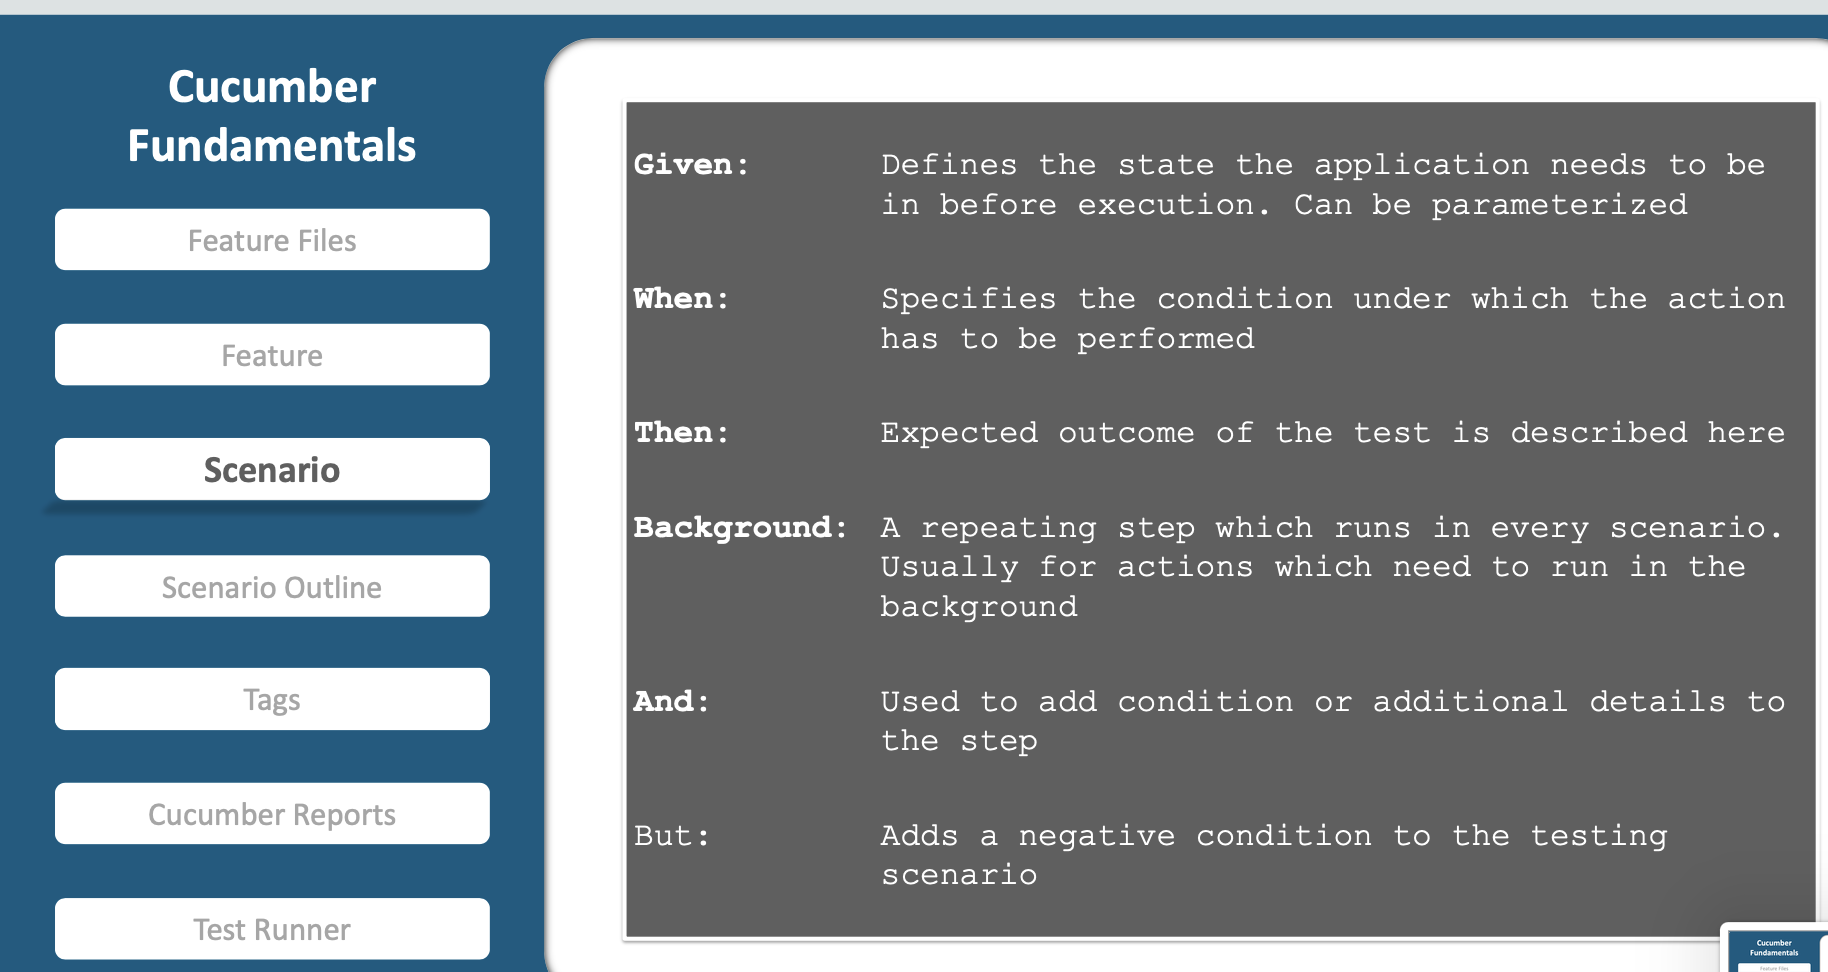 Cucumber
Fundamentals
Feature Files
Feature
Scenario
Scenario Outline
Tags
Cucumber Reports
Test Runner
Given: Defines the state the application needs to be
in before execution. Can be parameterized
When: Specifies the condition under which the action
has to be performed
Then: Expected outcome of the test is described here
Background: A repeating step which runs in every scenario.
Usually for actions which need to run in the
background
And: Used to add condition or additional details to
the step
But: Adds a negative condition to the testing
scenario
Cucumber
Fundamentals
Feature Files